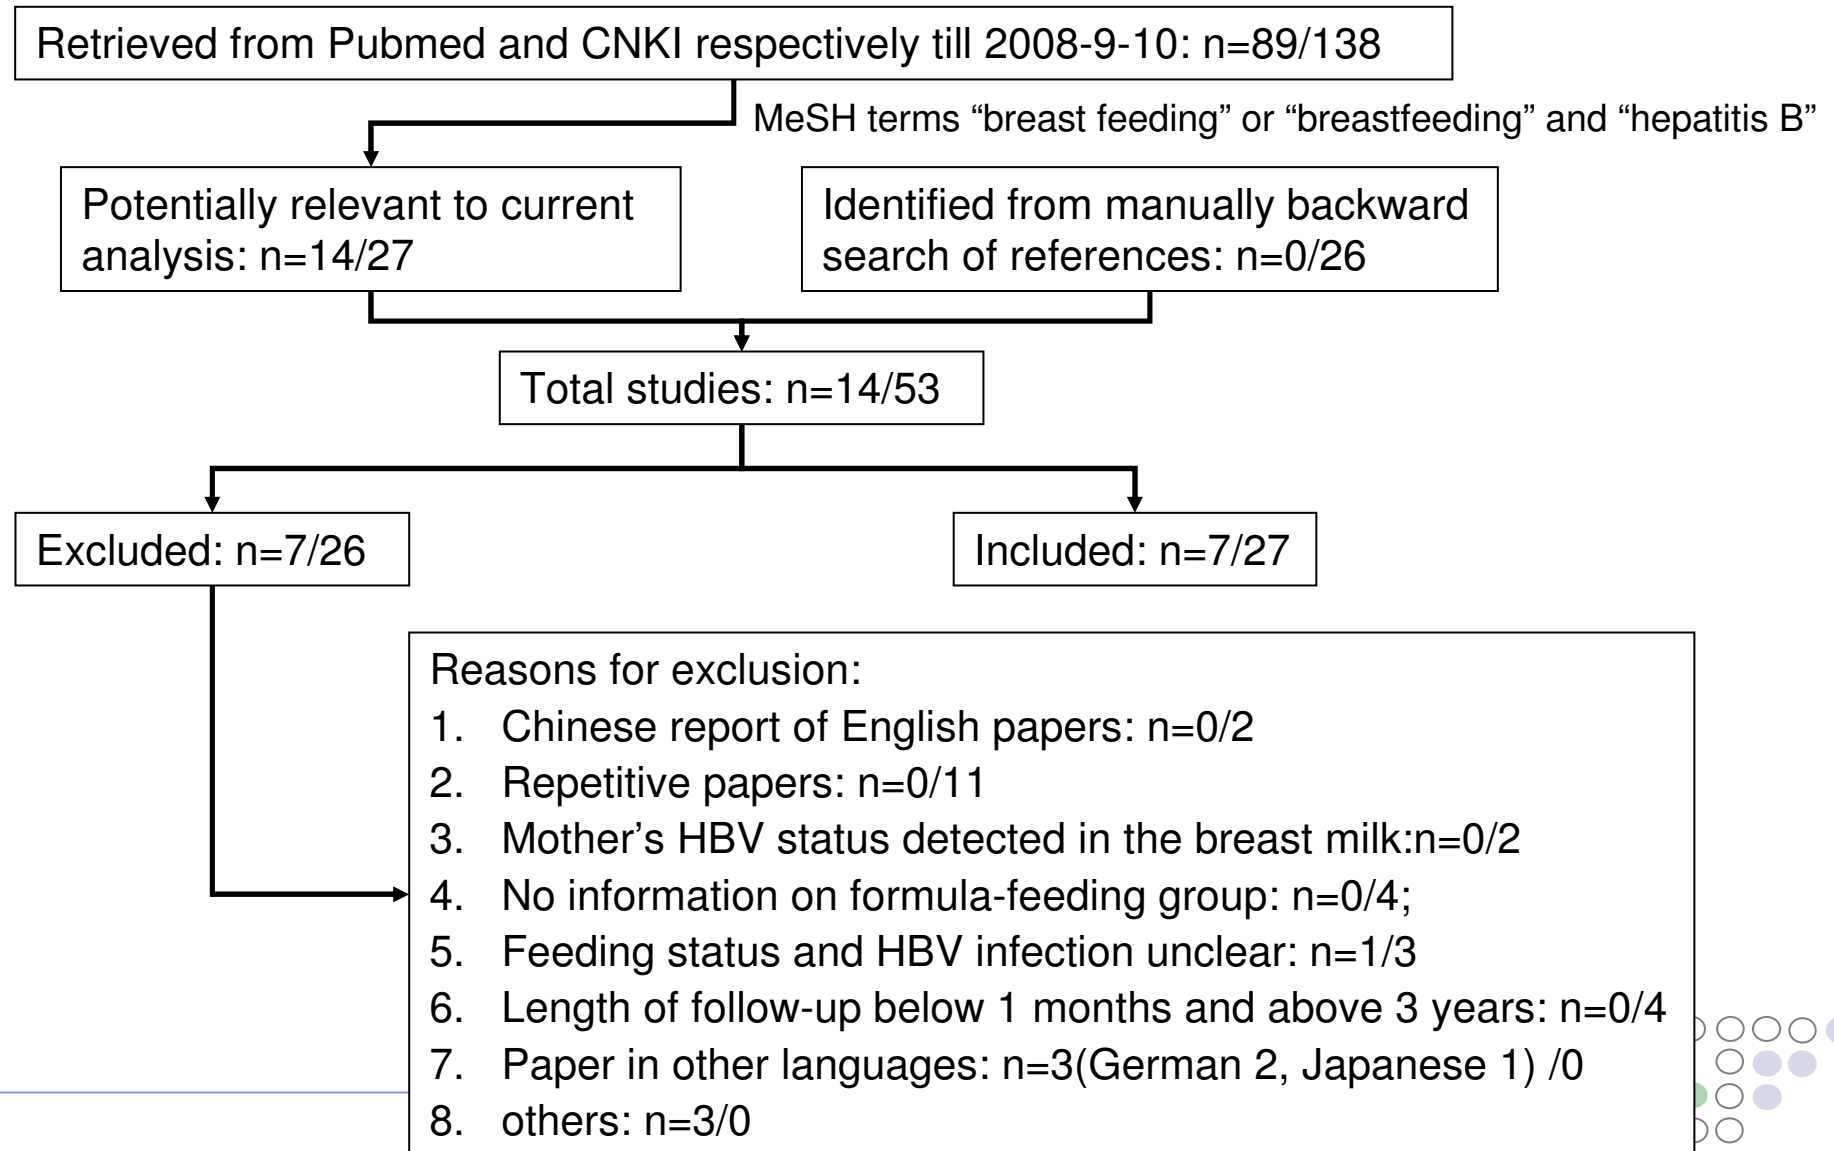 Retrieved from Pubmed and CNKI respectively till 2008-9-10: n=89/138
MeSH terms “breast feeding” or “breastfeeding” and “hepatitis B”
Potentially relevant to current
analysis: n=14/27
Identified from manually backward
search of references: n=0/26
Total studies: n=14/53
Excluded: n=7/26
Included: n=7/27
Reasons for exclusion:
1. Chinese report of English papers: n=0/2
2. Repetitive papers: n=0/11
3. Mother’s HBV status detected in the breast milk:n=0/2
4. No information on formula-feeding group: n=0/4;
5. Feeding status and HBV infection unclear: n=1/3
6. Length of follow-up below 1 months and above 3 years: n=0/4
7. Paper in other languages: n=3(German 2, Japanese 1) /0
8. others: n=3/0